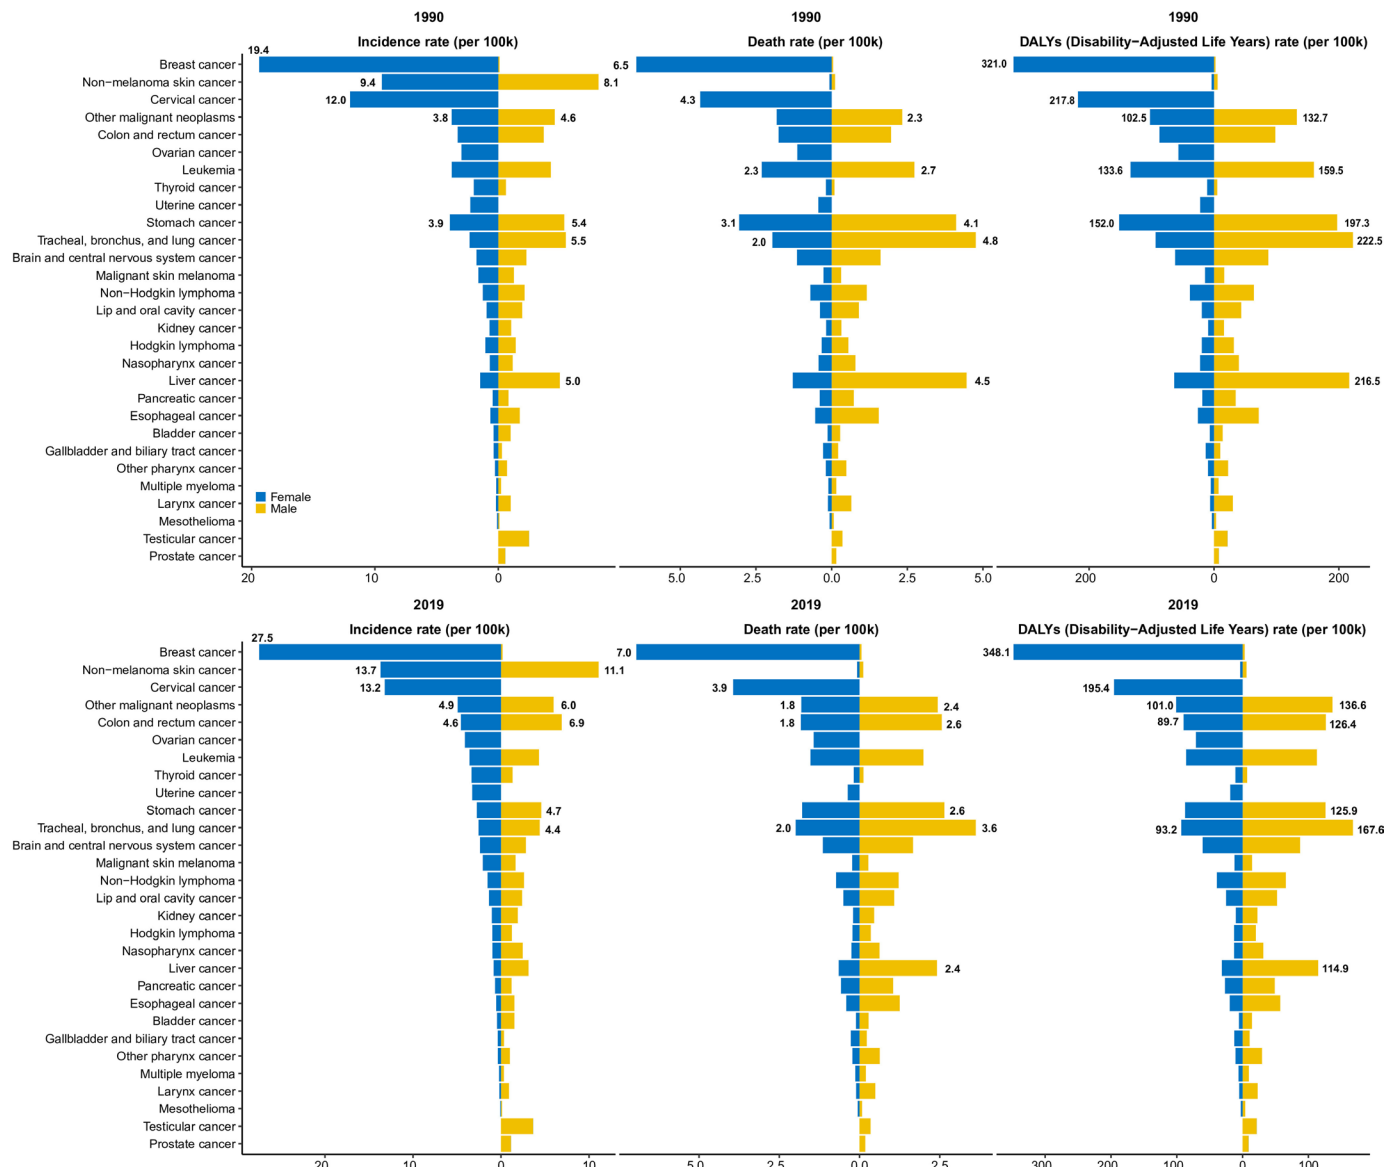 1990
1990
1990
Incidence rate (per 100k)
Death rate (per 100k)
DALYs (Disability−Adjusted Life Years) rate (per 100k)
19.4
Breast cancer 6.5 321.0
Non−melanoma skin cancer 9.4 8.1
Cervical cancer 12.0 4.3 217.8
Other malignant neoplasms 3.8 4.6 2.3 102.5 132.7
Colon and rectum cancer
Ovarian cancer
Leukemia 2.3 2.7 133.6 159.5
Thyroid cancer
Uterine cancer
Stomach cancer 3.9 5.4 3.1 4.1 152.0 197.3
Tracheal, bronchus, and lung cancer 5.5 2.0 4.8 222.5
Brain and central nervous system cancer
Malignant skin melanoma
Non−Hodgkin lymphoma
Lip and oral cavity cancer
Kidney cancer
Hodgkin lymphoma
Nasopharynx cancer
Liver cancer 5.0 4.5 216.5
Pancreatic cancer
Esophageal cancer
Bladder cancer
Gallbladder and biliary tract cancer
Other pharynx cancer
Multiple myeloma
Female
Larynx cancer
Male
Mesothelioma
Testicular cancer
Prostate cancer
20 10 0 5.0 2.5 0.0 2.5 5.0 200 0 200
2019
2019
2019
Incidence rate (per 100k)
Death rate (per 100k)
DALYs (Disability−Adjusted Life Years) rate (per 100k)
27.5
Breast cancer 7.0 348.1
Non−melanoma skin cancer 13.7 11.1
Cervical cancer 13.2 3.9 195.4
Other malignant neoplasms 4.9 6.0 1.8 2.4 101.0 136.6
Colon and rectum cancer 4.6 6.9 1.8 2.6 89.7 126.4
Ovarian cancer
Leukemia
Thyroid cancer
Uterine cancer
Stomach cancer 4.7 2.6 125.9
Tracheal, bronchus, and lung cancer 4.4 2.0 3.6 93.2 167.6
Brain and central nervous system cancer
Malignant skin melanoma
Non−Hodgkin lymphoma
Lip and oral cavity cancer
Kidney cancer
Hodgkin lymphoma
Nasopharynx cancer
Liver cancer 2.4 114.9
Pancreatic cancer
Esophageal cancer
Bladder cancer
Gallbladder and biliary tract cancer
Other pharynx cancer
Multiple myeloma
Larynx cancer
Mesothelioma
Testicular cancer
Prostate cancer
20 10 0 10 5.0 2.5 0.0 2.5 300 200 100 0 100